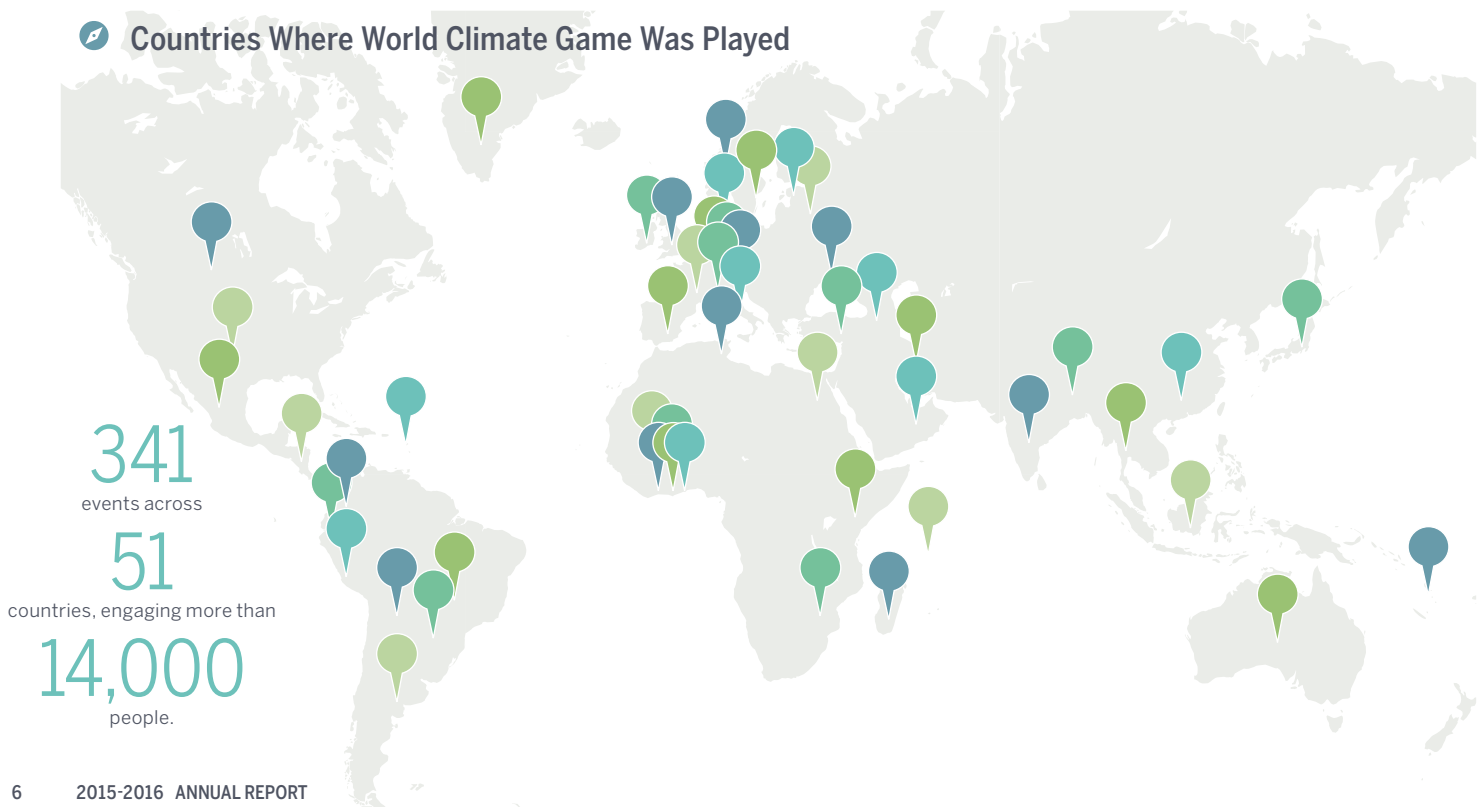 Countries Where World Climate Game Was Played
341
events across
51
countries, engaging more than
14,000
people.
6 2015-2016 ANNUAL REPORT